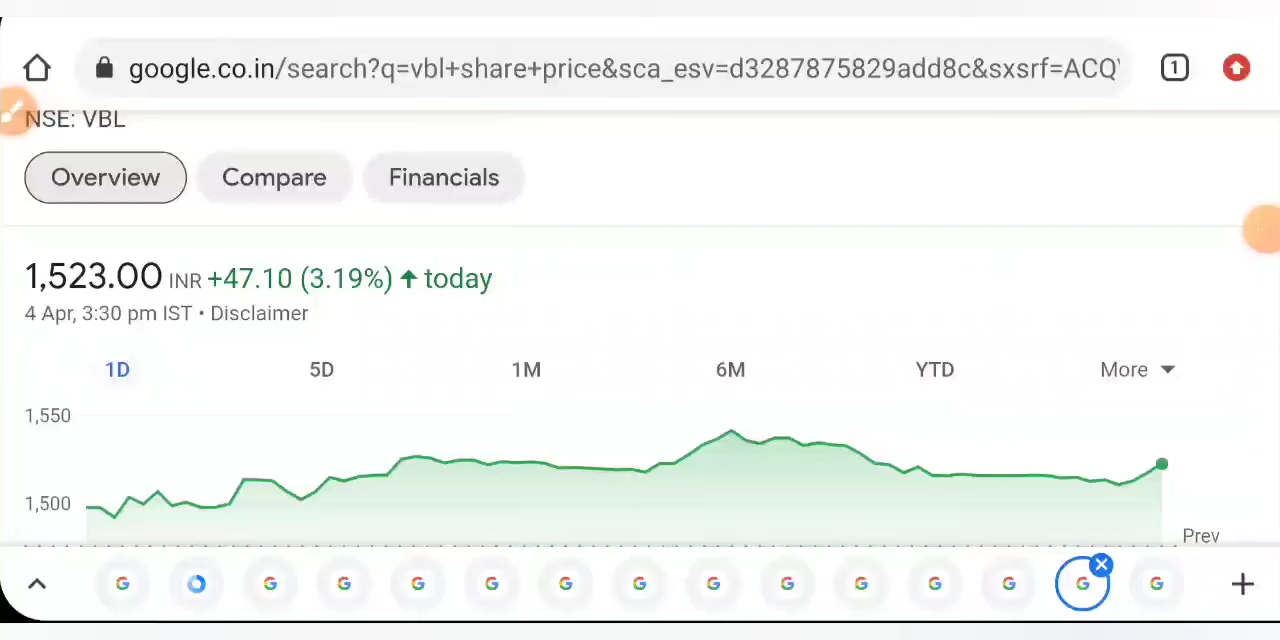 google.co.in/search?q=vbl+share+price&sca_esv=d3287875829add8c&sxsrf=ACQ
1
NSE: VBL
Overview Compare Financials
1,523.00 INR +47.10 (3.19%) ↑ today
4 Apr, 3:30 pm IST • Disclaimer
1D 5D 1M 6M YTD More
1,550
1,500
Prev